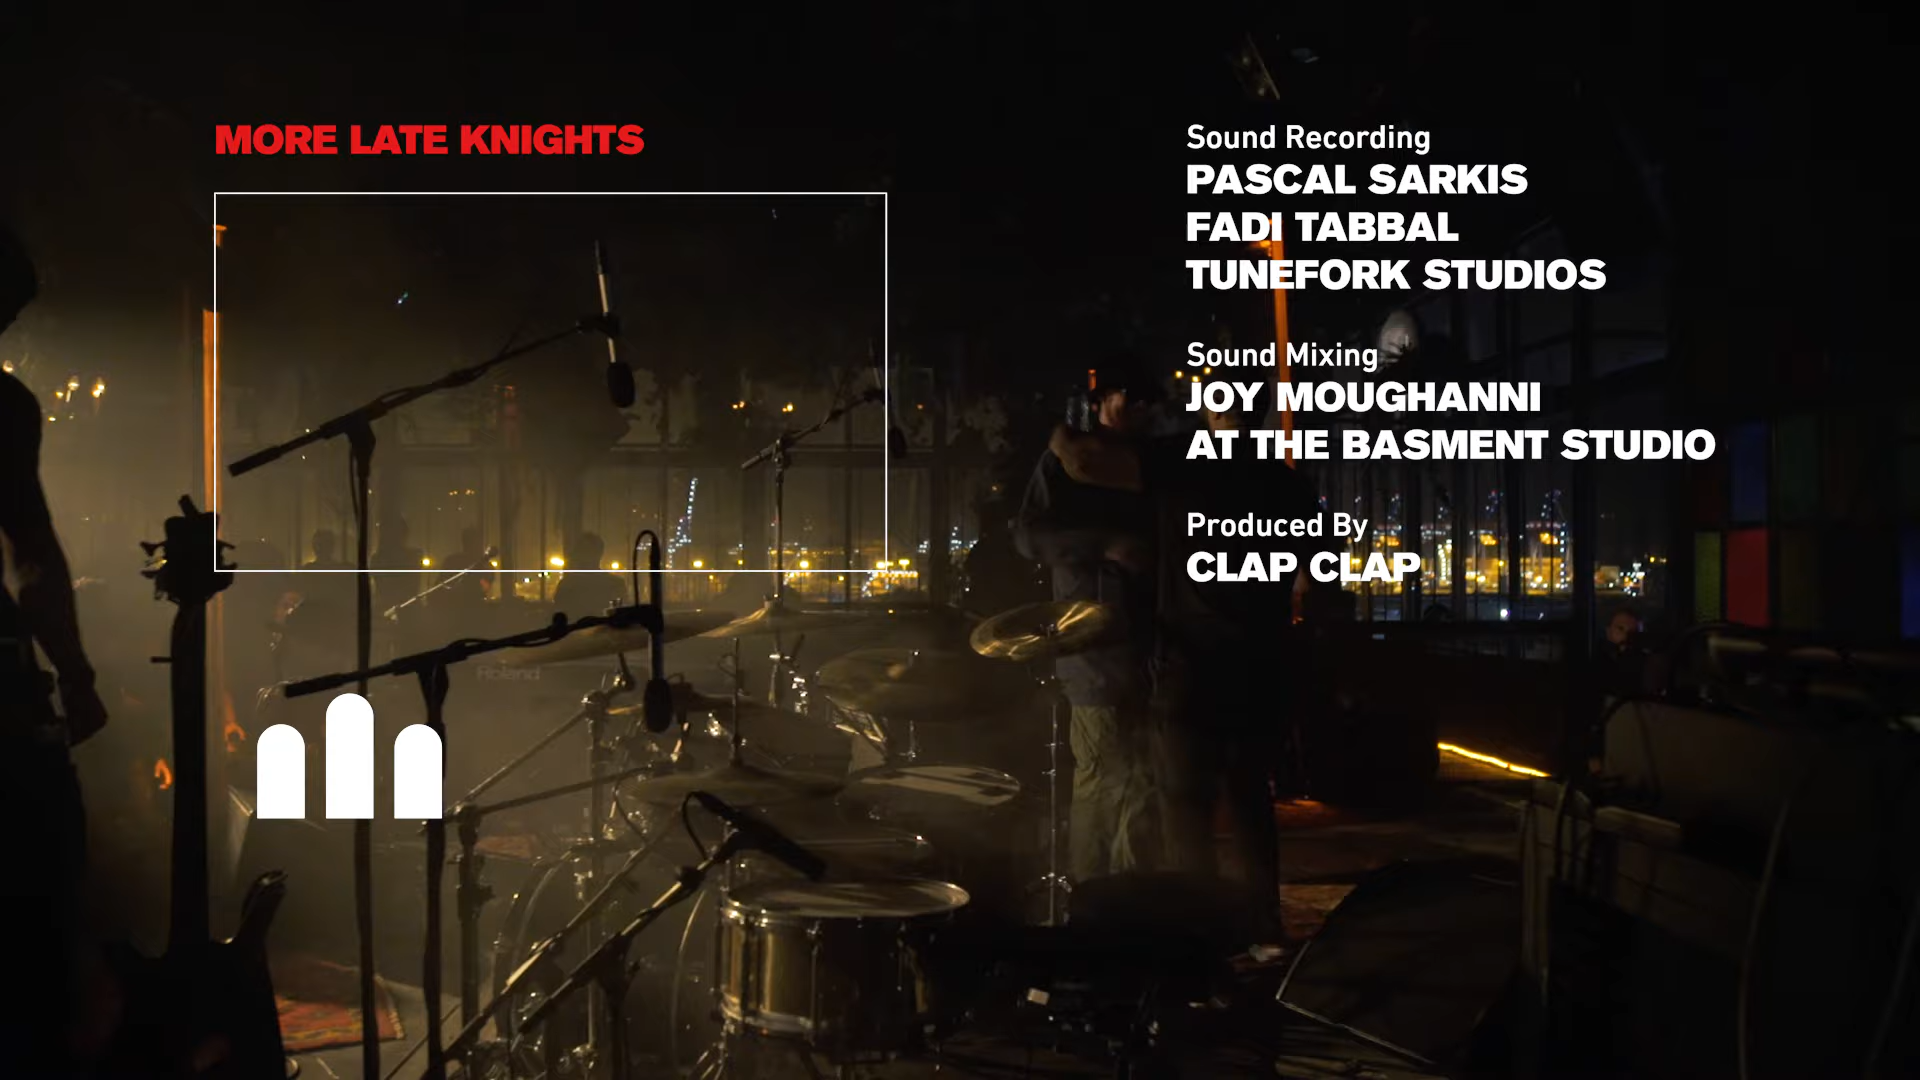 MORE LATE KNIGHTS
Sound Recording
PASCAL SARKIS
FADI TABBAL
TUNEFORK STUDIOS
Sound Mixing
JOY MOUGHANNI
AT THE BASMENT STUDIO
Produced By
CLAP CLAP
Roland